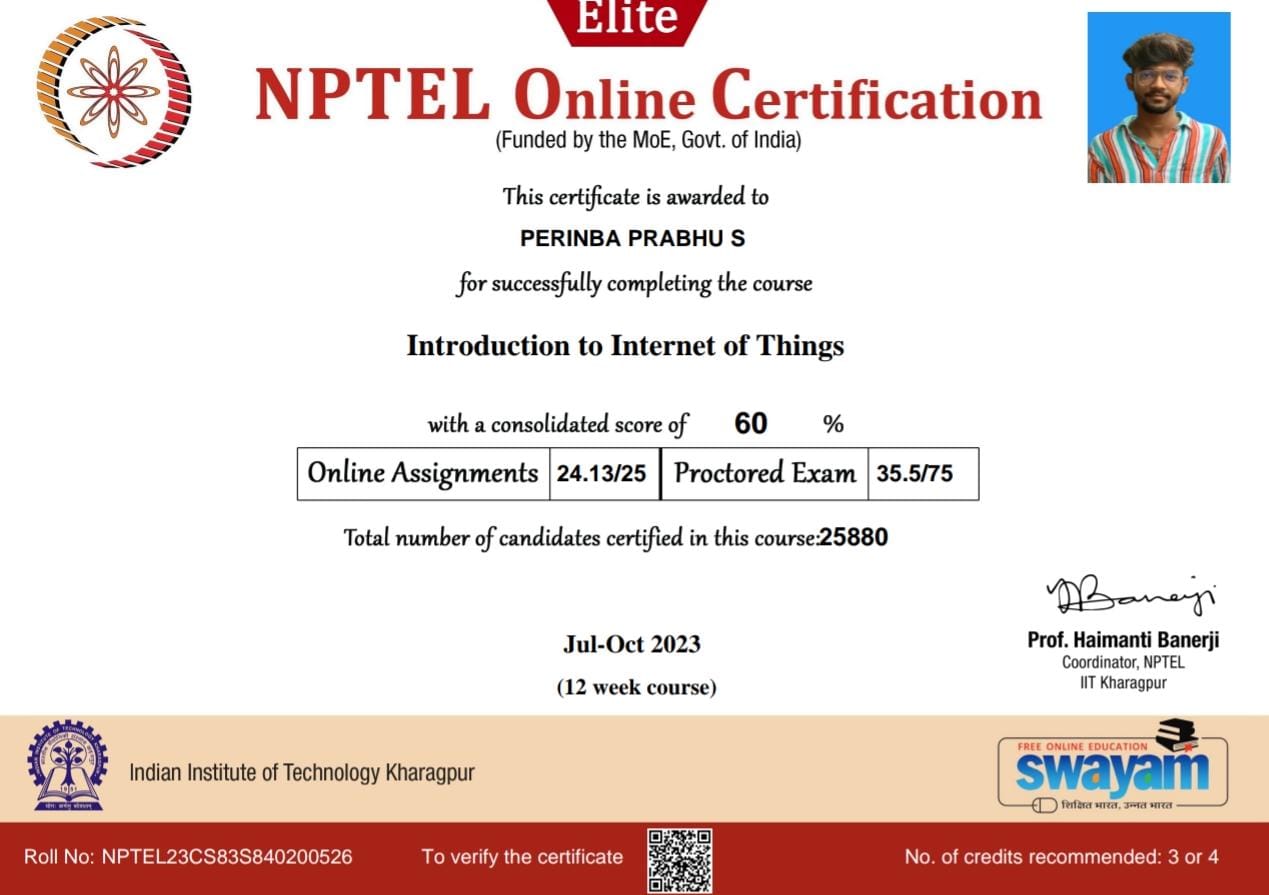 Elite
NPTEL Online Certification
(Funded by the MoE, Govt. of India)
This certificate is awarded to
PERINBA PRABHU S
for successfully completing the course
Introduction to Internet of Things
with a consolidated score of 60 %
Online Assignments 24.13/25 Proctored Exam 35.5/75
Total number of candidates certified in this course:25880
Jul-Oct 2023
(12 week course)
Prof. Haimanti Banerji
Coordinator, NPTEL
IIT Kharagpur
Indian Institute of Technology Kharagpur
FREE ONLINE EDUCATION
swayam
शिक्षित भारत, उन्नत भारत
Roll No: NPTEL23CS83S840200526
To verify the certificate
No. of credits recommended: 3 or 4